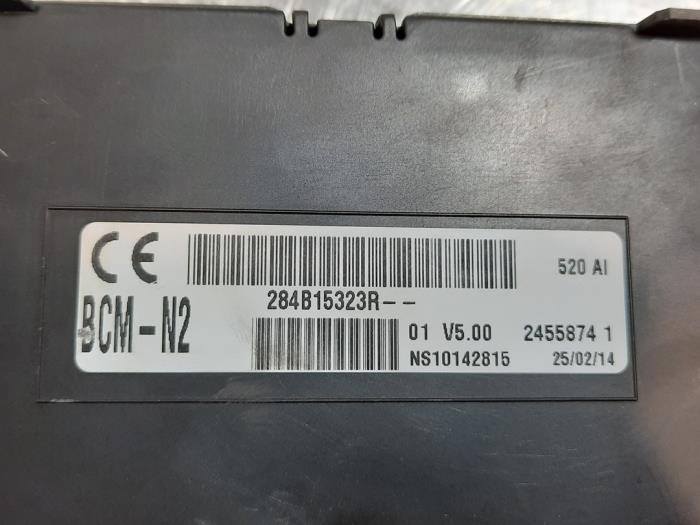 CE
520 AI
284B15323R--
BCM-N2
01 V5.00 2455874 1
NS10142815 25/02/14